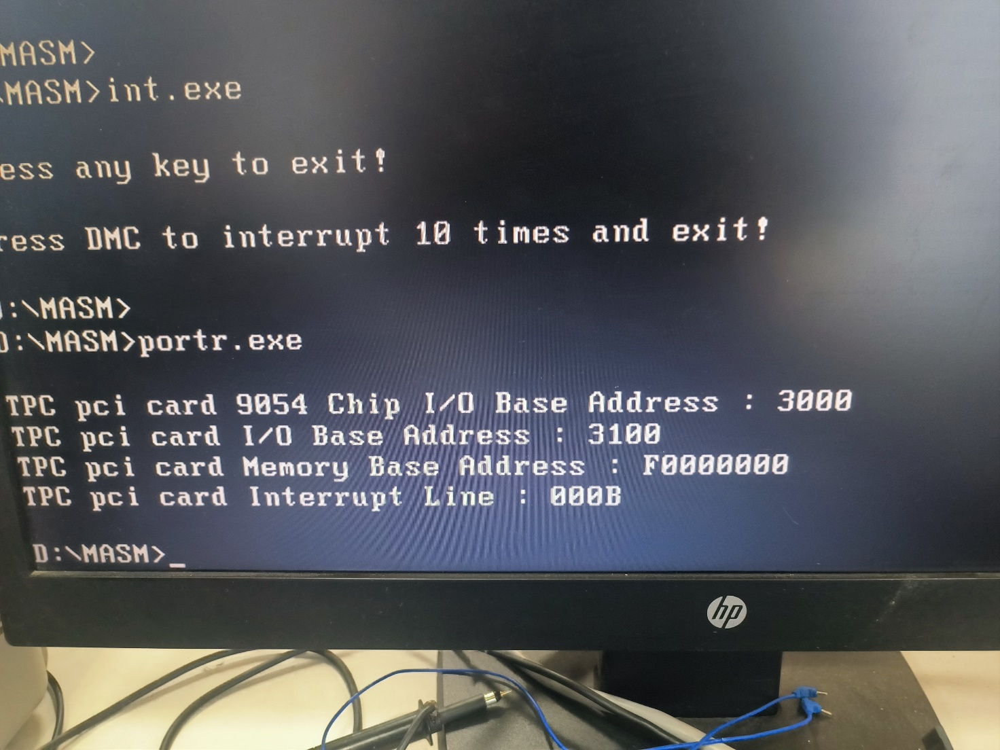 MASM>
\MASM>int.exe
ess any key to exit!
ress DMC to interrupt 10 times and exit!
:\MASM>
D:\MASM>portr.exe
TPC pci card 9054 Chip I/O Base Address : 3000
TPC pci card I/O Base Address : 3100
TPC pci card Memory Base Address : F0000000
TPC pci card Interrupt Line : 000B
D:\MASM>_
hp